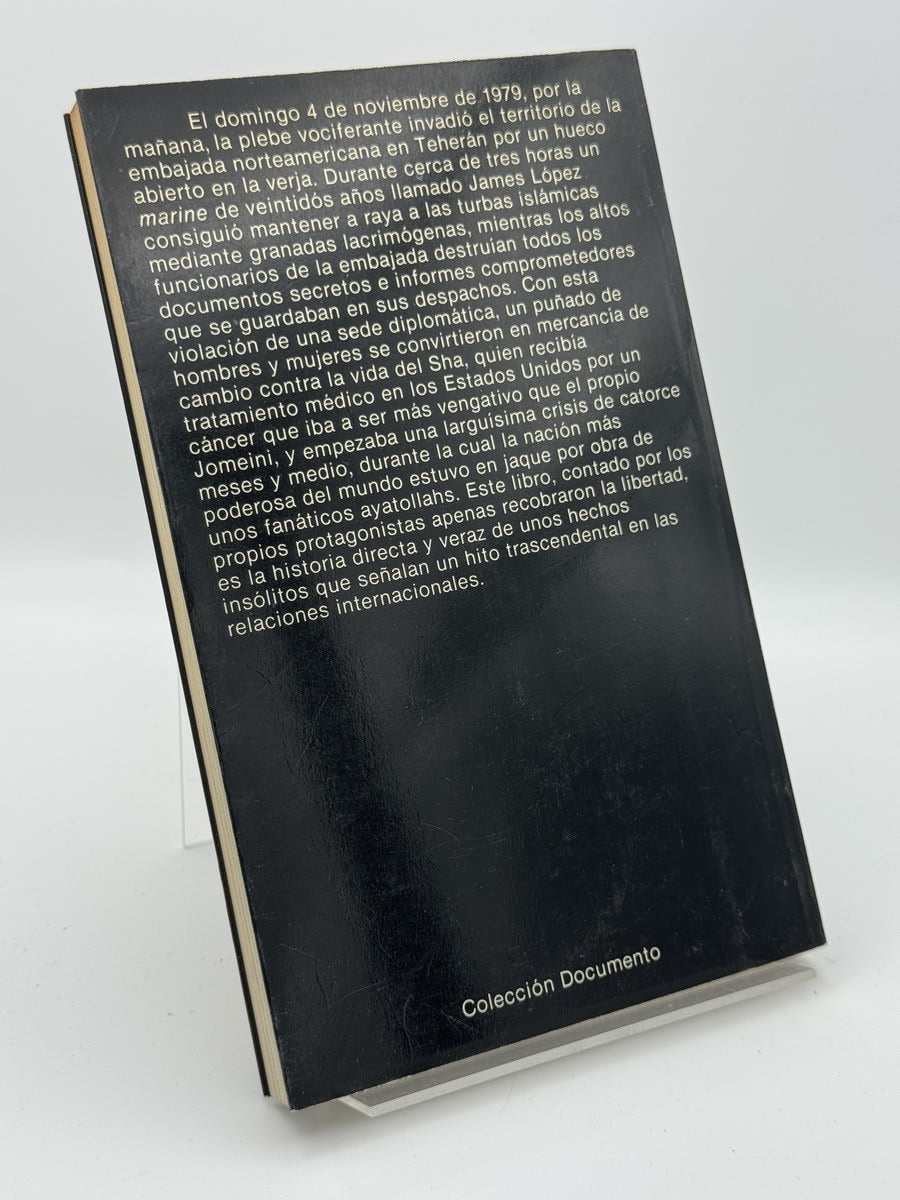 El domingo 4 de noviembre de 1979, por la
mañana, la plebe vociferante invadió el territorio de la
embajada norteamericana en Teherán por un hueco
abierto en la verja. Durante cerca de tres horas un
marine de veintidós años llamado James López
consiguió mantener a raya a las turbas islámicas
mediante granadas lacrimógenas, mientras los altos
funcionarios de la embajada destruían todos los
documentos secretos e informes comprometedores
que se guardaban en sus despachos. Con esta
violación de una sede diplomática, un puñado de
hombres y mujeres se convirtieron en mercancía de
cambio contra la vida del Sha, quien recibía
tratamiento médico en los Estados Unidos por un
cáncer que iba a ser más vengativo que el propio
Jomeini, y empezaba una larguísima crisis de catorce
meses y medio, durante la cual la nación más
poderosa del mundo estuvo en jaque por obra de
unos fanáticos ayatollahs. Este libro, contado por los
propios protagonistas apenas recobraron la libertad,
es la historia directa y veraz de unos hechos
insólitos que señalan un hito trascendental en las
relaciones internacionales.
Colección Documento